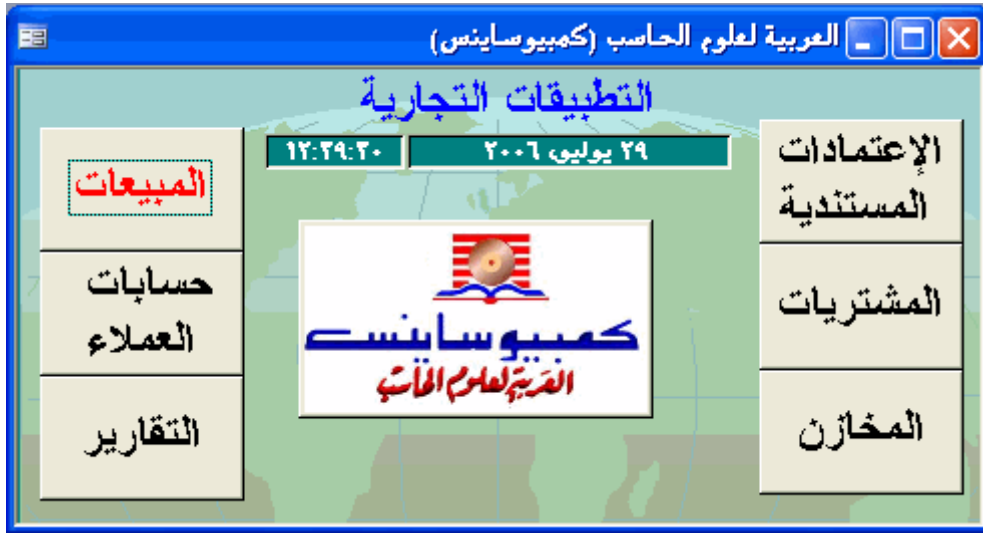 العربية لعلوم الحاسب (كمبيوساينس)
التطبيقات التجارية
٢٩ يوليو، ٢٠٠٦
١٢:٣٩:٢٠
الإعتمادات
المستندية
المشتريات
المخازن
كمبيوساينس
العربية لعلوم الحاسب
المبيعات
حسابات
العملاء
التقارير